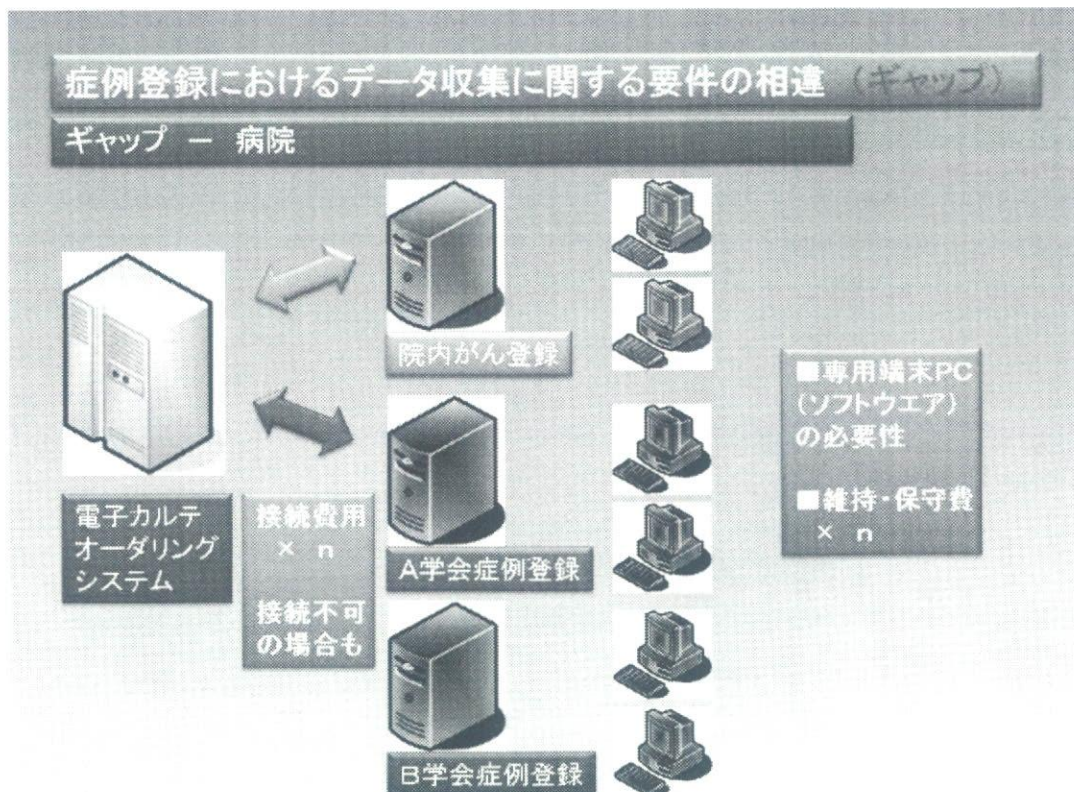 症例登録におけるデータ収集に関する要件の相違 (ギャップ)
ギャップ － 病院
院内がん登録
電子カルテ
オーダリング
システム
接続費用
× n
接続不可
の場合も
A学会症例登録
B学会症例登録
■専用端末PC
(ソフトウエア)
の必要性
■維持・保守費
× n